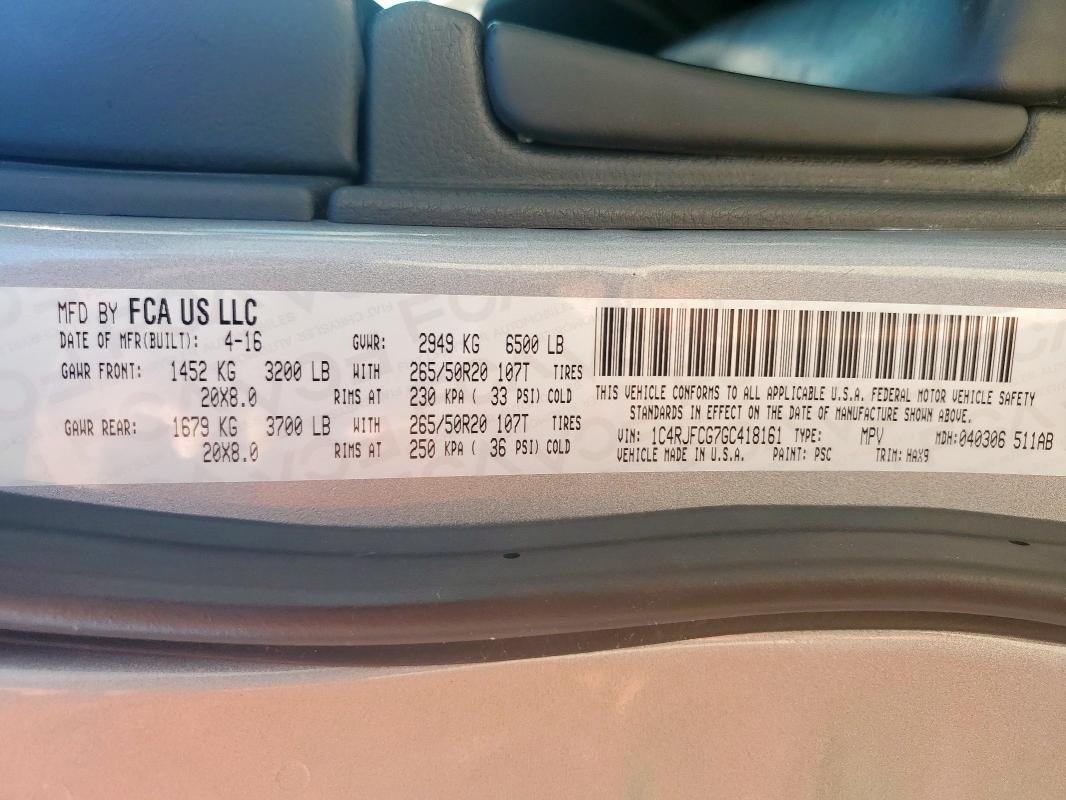 MFD BY FCA US LLC
DATE OF MFR(BUILT): 4-16 GVWR: 2949 KG 6500 LB
GAWR FRONT: 1452 KG 3200 LB WITH 265/50R20 107T TIRES
20X8.0 RIMS AT 230 KPA ( 33 PSI) COLD
GAWR REAR: 1679 KG 3700 LB WITH 265/50R20 107T TIRES
20X8.0 RIMS AT 250 KPA ( 36 PSI) COLD
THIS VEHICLE CONFORMS TO ALL APPLICABLE U.S.A. FEDERAL MOTOR VEHICLE SAFETY
STANDARDS IN EFFECT ON THE DATE OF MANUFACTURE SHOWN ABOVE.
VIN: 1C4RJFCG7GC418161 TYPE: MPV MDH: 040306 511AB
VEHICLE MADE IN U.S.A. PAINT: PSC TRIM: HAX9